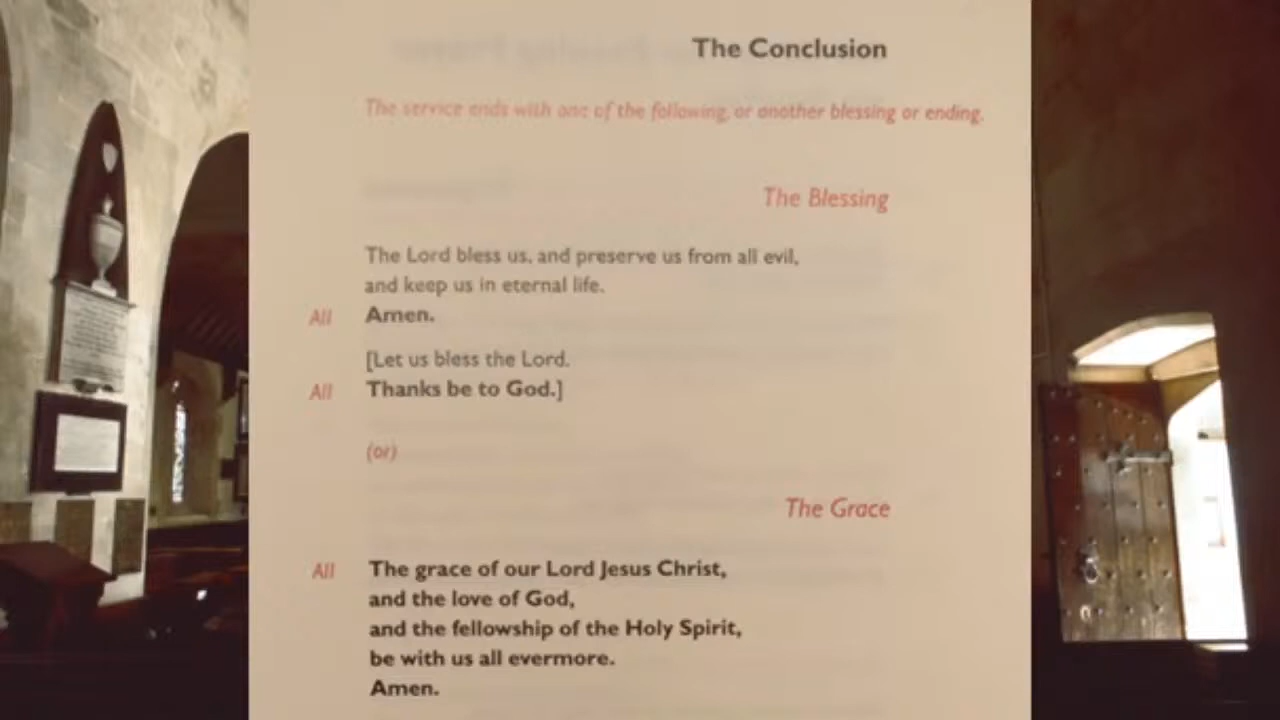 The Conclusion
The service ends with one of the following, or another blessing or ending.
The Blessing
The Lord bless us, and preserve us from all evil,
and keep us in eternal life.
All Amen.
[Let us bless the Lord.
All Thanks be to God.]
(or)
The Grace
All The grace of our Lord Jesus Christ,
and the love of God,
and the fellowship of the Holy Spirit,
be with us all evermore.
Amen.